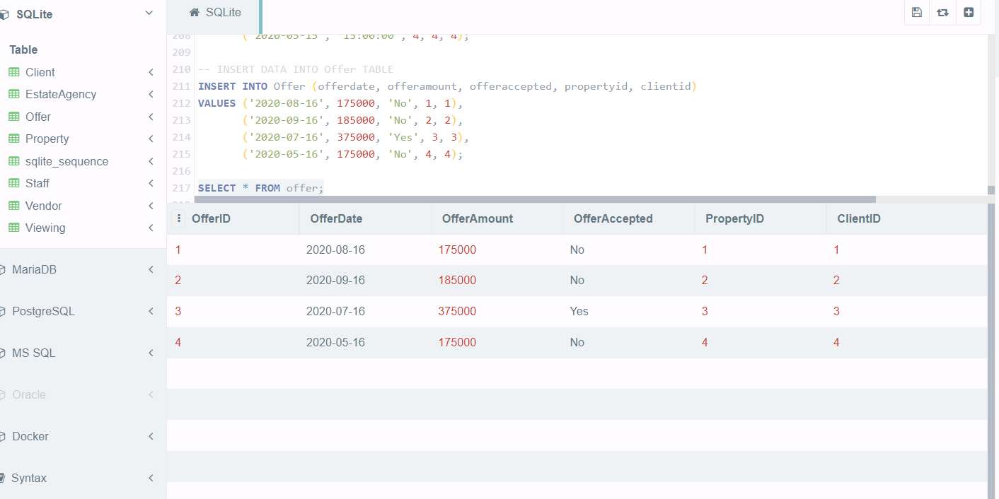 SQLite
Table
Client
EstateAgency
Offer
Property
sqlite_sequence
Staff
Vendor
Viewing
MariaDB
PostgreSQL
MS SQL
Oracle
Docker
Syntax
SQLite
208 ('2020-05-15', '15:00:00', 4, 4, 4);
209
210 -- INSERT DATA INTO Offer TABLE
211 INSERT INTO Offer (offerdate, offeramount, offeraccepted, propertyid, clientid)
212 VALUES ('2020-08-16', 175000, 'No', 1, 1),
213 ('2020-09-16', 185000, 'No', 2, 2),
214 ('2020-07-16', 375000, 'Yes', 3, 3),
215 ('2020-05-16', 175000, 'No', 4, 4);
216
217 SELECT * FROM offer;
OfferID OfferDate OfferAmount OfferAccepted PropertyID ClientID
1 2020-08-16 175000 No 1 1
2 2020-09-16 185000 No 2 2
3 2020-07-16 375000 Yes 3 3
4 2020-05-16 175000 No 4 4